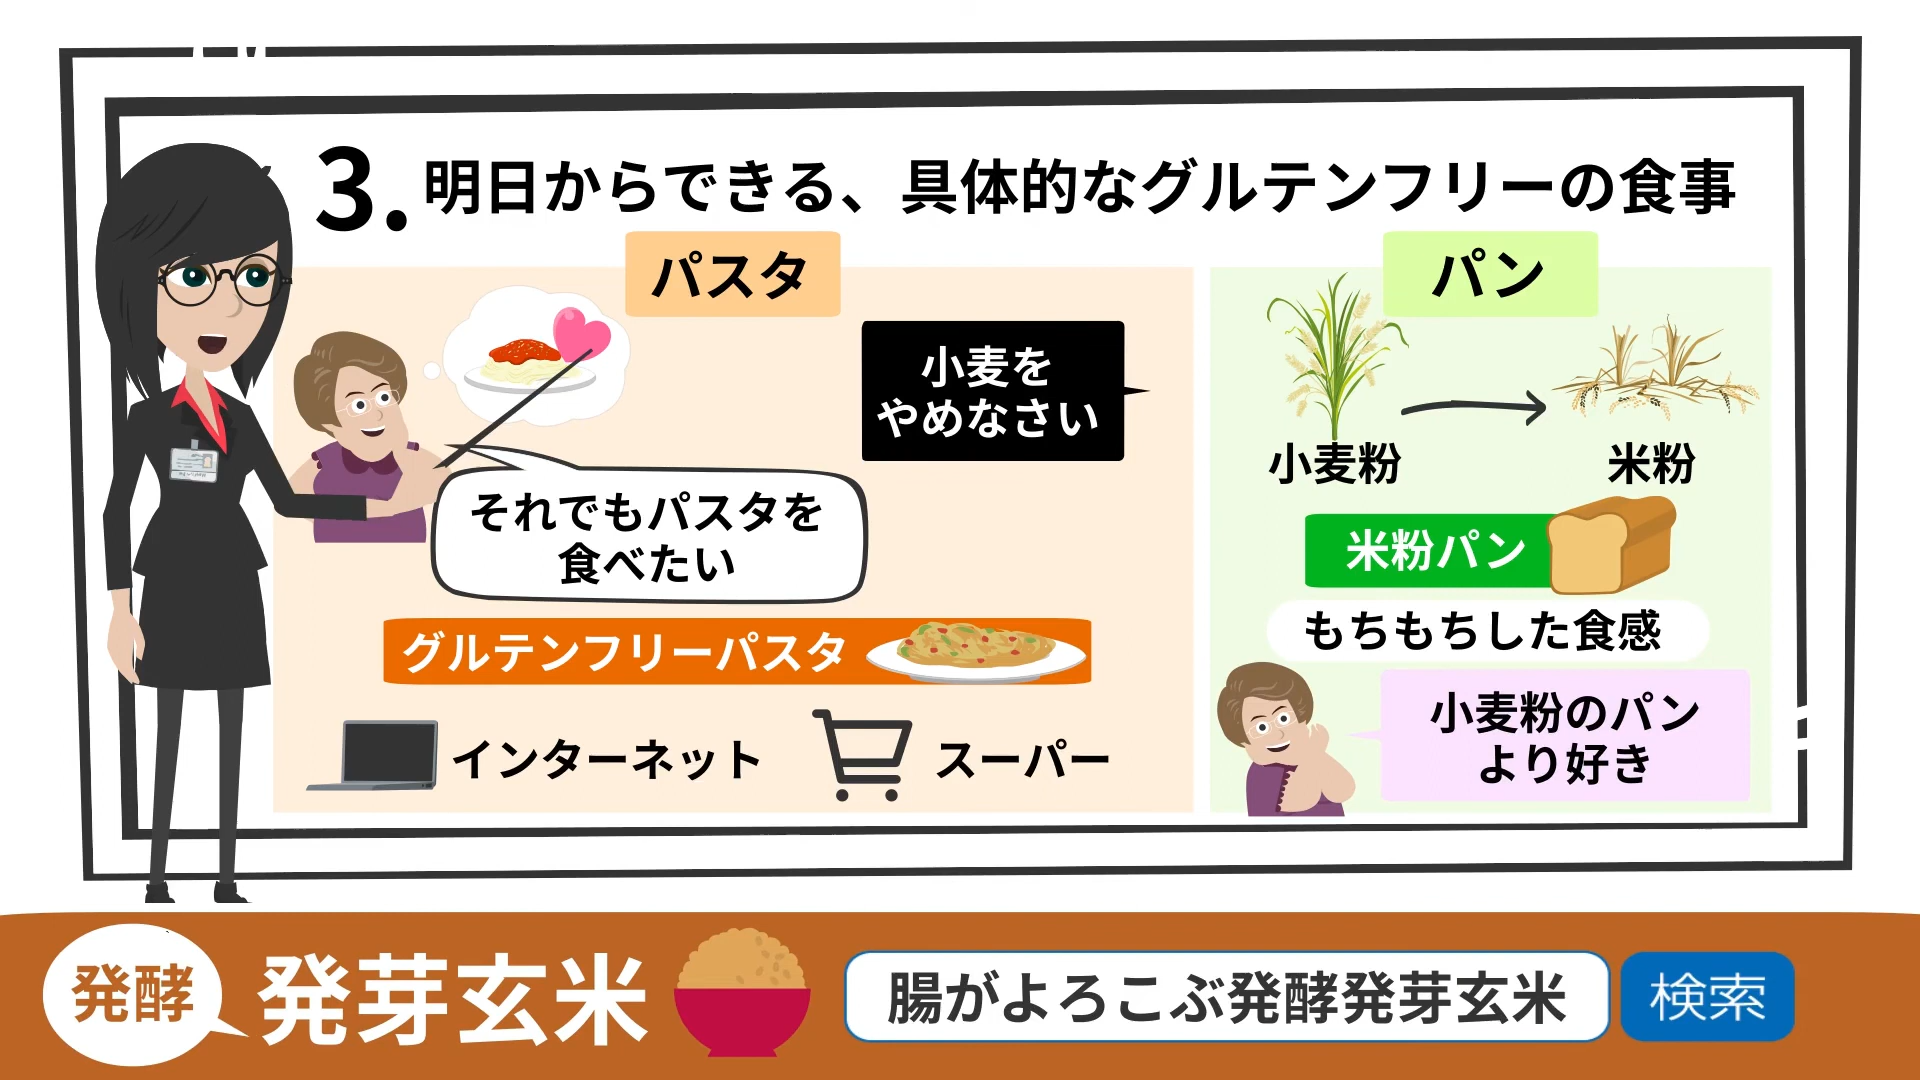 3. 明日からできる、具体的なグルテンフリーの食事
パスタ
小麦を
やめなさい
それでもパスタを
食べたい
グルテンフリーパスタ
インターネット
スーパー
パン
小麦粉
米粉
米粉パン
もちもちした食感
小麦粉のパン
より好き
発酵
発芽玄米
腸がよろこぶ発酵発芽玄米
検索